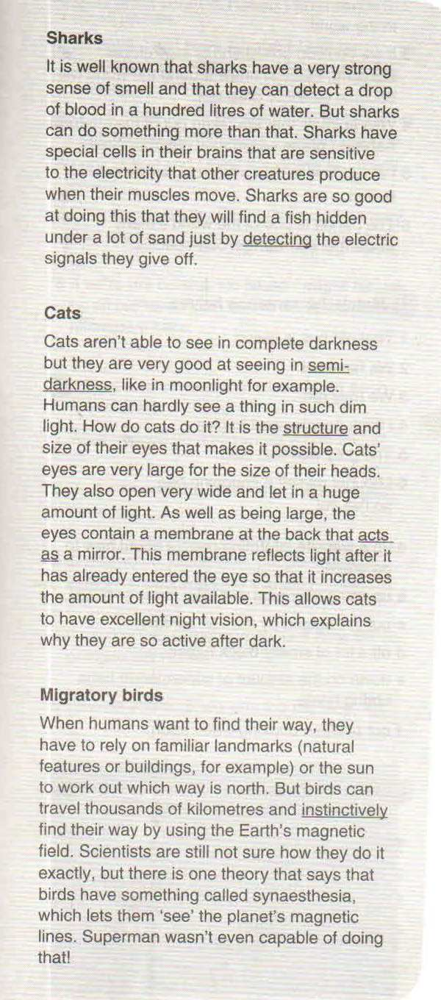 Sharks
It is well known that sharks have a very strong
sense of smell and that they can detect a drop
of blood in a hundred litres of water. But sharks
can do something more than that. Sharks have
special cells in their brains that are sensitive
to the electricity that other creatures produce
when their muscles move. Sharks are so good
at doing this that they will find a fish hidden
under a lot of sand just by detecting the electric
signals they give off.
Cats
Cats aren't able to see in complete darkness
but they are very good at seeing in semi-
darkness, like in moonlight for example.
Humans can hardly see a thing in such dim
light. How do cats do it? It is the structure and
size of their eyes that makes it possible. Cats'
eyes are very large for the size of their heads.
They also open very wide and let in a huge
amount of light. As well as being large, the
eyes contain a membrane at the back that acts
as a mirror. This membrane reflects light after it
has already entered the eye so that it increases
the amount of light available. This allows cats
to have excellent night vision, which explains
why they are so active after dark.
Migratory birds
When humans want to find their way, they
have to rely on familiar landmarks (natural
features or buildings, for example) or the sun
to work out which way is north. But birds can
travel thousands of kilometres and instinctively
find their way by using the Earth's magnetic
field. Scientists are still not sure how they do it
exactly, but there is one theory that says that
birds have something called synaesthesia,
which lets them 'see' the planet's magnetic
lines. Superman wasn't even capable of doing
that!